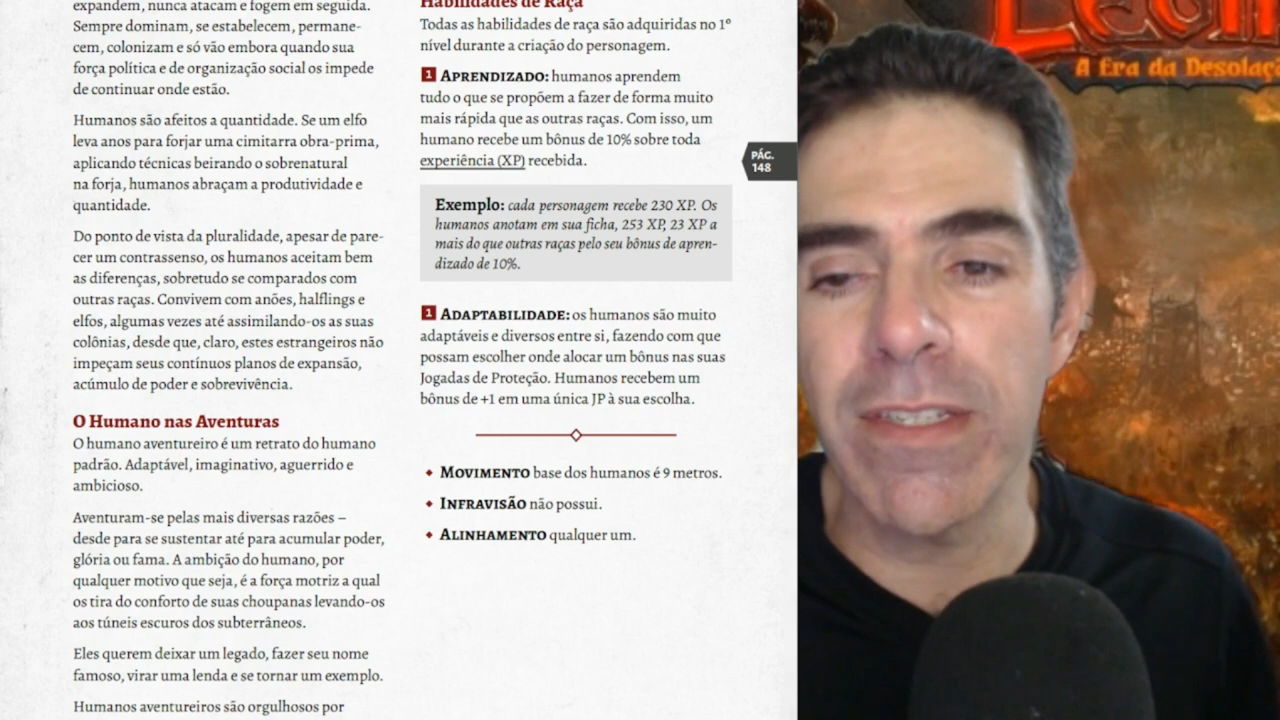 expandem, nunca atacam e fogem em seguida.
Sempre dominam, se estabelecem, permane-
cem, colonizam e só vão embora quando sua
força política e de organização social os impede
de continuar onde estão.
Humanos são afeitos a quantidade. Se um elfo
leva anos para forjar uma cimitarra obra-prima,
aplicando técnicas beirando o sobrenatural
na forja, humanos abraçam a produtividade e
quantidade.
Do ponto de vista da pluralidade, apesar de pare-
cer um contrassenso, os humanos aceitam bem
as diferenças, sobretudo se comparados com
outras raças. Convivem com anões, halflings e
elfos, algumas vezes até assimilando-os as suas
colônias, desde que, claro, estes estrangeiros não
impeçam seus contínuos planos de expansão,
acúmulo de poder e sobrevivência.
O Humano nas Aventuras
O humano aventureiro é um retrato do humano
padrão. Adaptável, imaginativo, aguerrido e
ambicioso.
Aventuram-se pelas mais diversas razões –
desde para se sustentar até para acumular poder,
glória ou fama. A ambição do humano, por
qualquer motivo que seja, é a força motriz a qual
os tira do conforto de suas choupanas levando-os
aos túneis escuros dos subterrâneos.
Eles querem deixar um legado, fazer seu nome
famoso, virar uma lenda e se tornar um exemplo.
Humanos aventureiros são orgulhosos por
Habilidades de Raça
Todas as habilidades de raça são adquiridas no 1º
nível durante a criação do personagem.
1 APRENDIZADO: humanos aprendem
tudo o que se propõem a fazer de forma muito
mais rápida que as outras raças. Com isso, um
humano recebe um bônus de 10% sobre toda
experiência (XP) recebida.
Exemplo: cada personagem recebe 230 XP. Os
humanos anotam em sua ficha, 253 XP, 23 XP a
mais do que outras raças pelo seu bônus de apren-
dizado de 10%.
1 ADAPTABILIDADE: os humanos são muito
adaptáveis e diversos entre si, fazendo com que
possam escolher onde alocar um bônus nas suas
Jogadas de Proteção. Humanos recebem um
bônus de +1 em uma única JP à sua escolha.
MOVIMENTO base dos humanos é 9 metros.
INFRAVISÃO não possui.
ALINHAMENTO qualquer um.
PÁG.
148
A Era da Desolaç